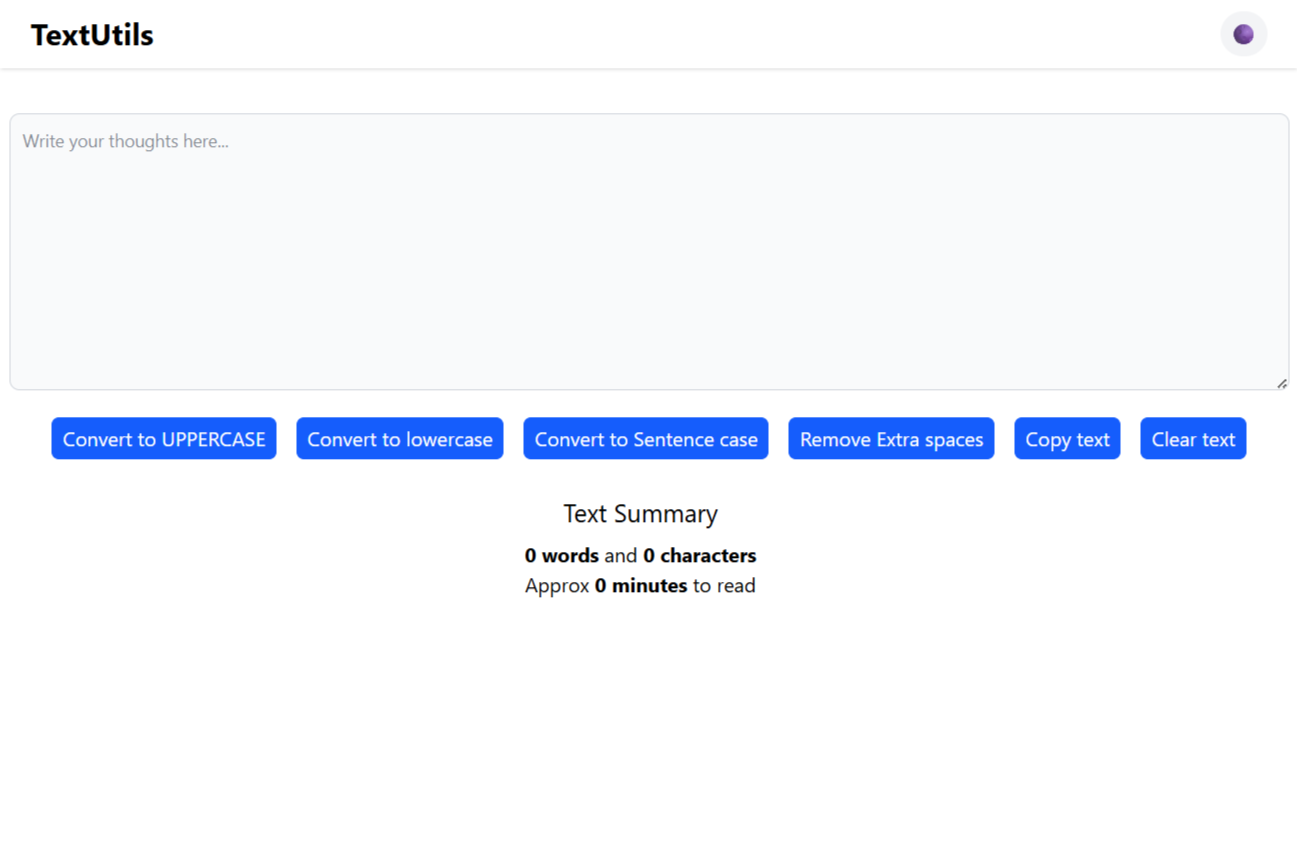 TextUtils
Write your thoughts here...
Convert to UPPERCASE Convert to lowercase Convert to Sentence case Remove Extra spaces Copy text Clear text
Text Summary
0 words and 0 characters
Approx 0 minutes to read